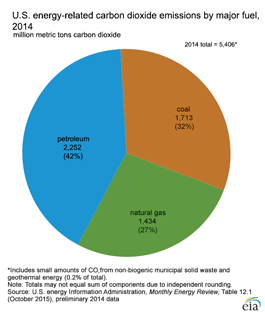 U.S. energy-related carbon dioxide emissions by major fuel,
2014
million metric tons carbon dioxide
2014 total = 5,406*
coal
1,713
(32%)
petroleum
2,252
(42%)
natural gas
1,434
(27%)
*Includes small amounts of CO₂from non-biogenic municipal solid waste and
geothermal energy (0.2% of total).
Note: Totals may not equal sum of components due to independent rounding.
Source: U.S. energy Information Administration, Monthly Energy Review, Table 12.1
(October 2015), preliminary 2014 data
eia